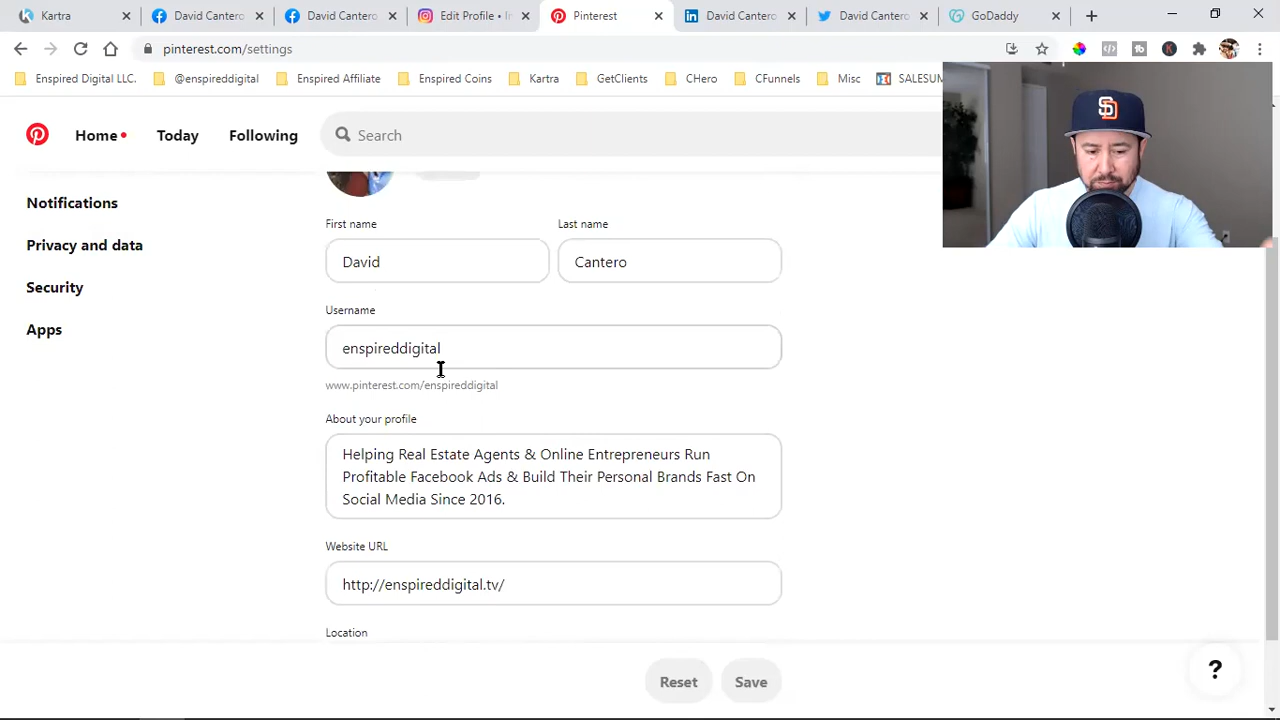 Kartra
David Cantero
David Cantero
Edit Profile • In
Pinterest
David Cantero
David Cantero
GoDaddy
pinterest.com/settings
Enspired Digital LLC.
@enspireddigital
Enspired Affiliate
Enspired Coins
Kartra
GetClients
CHero
CFunnels
Misc
SALESUM
Home
Today
Following
Search
Notifications
Privacy and data
Security
Apps
First name
Last name
David
Cantero
Username
enspireddigital
www.pinterest.com/enspireddigital
About your profile
Helping Real Estate Agents & Online Entrepreneurs Run
Profitable Facebook Ads & Build Their Personal Brands Fast On
Social Media Since 2016.
Website URL
http://enspireddigital.tv/
Location
Reset
Save
?
SD